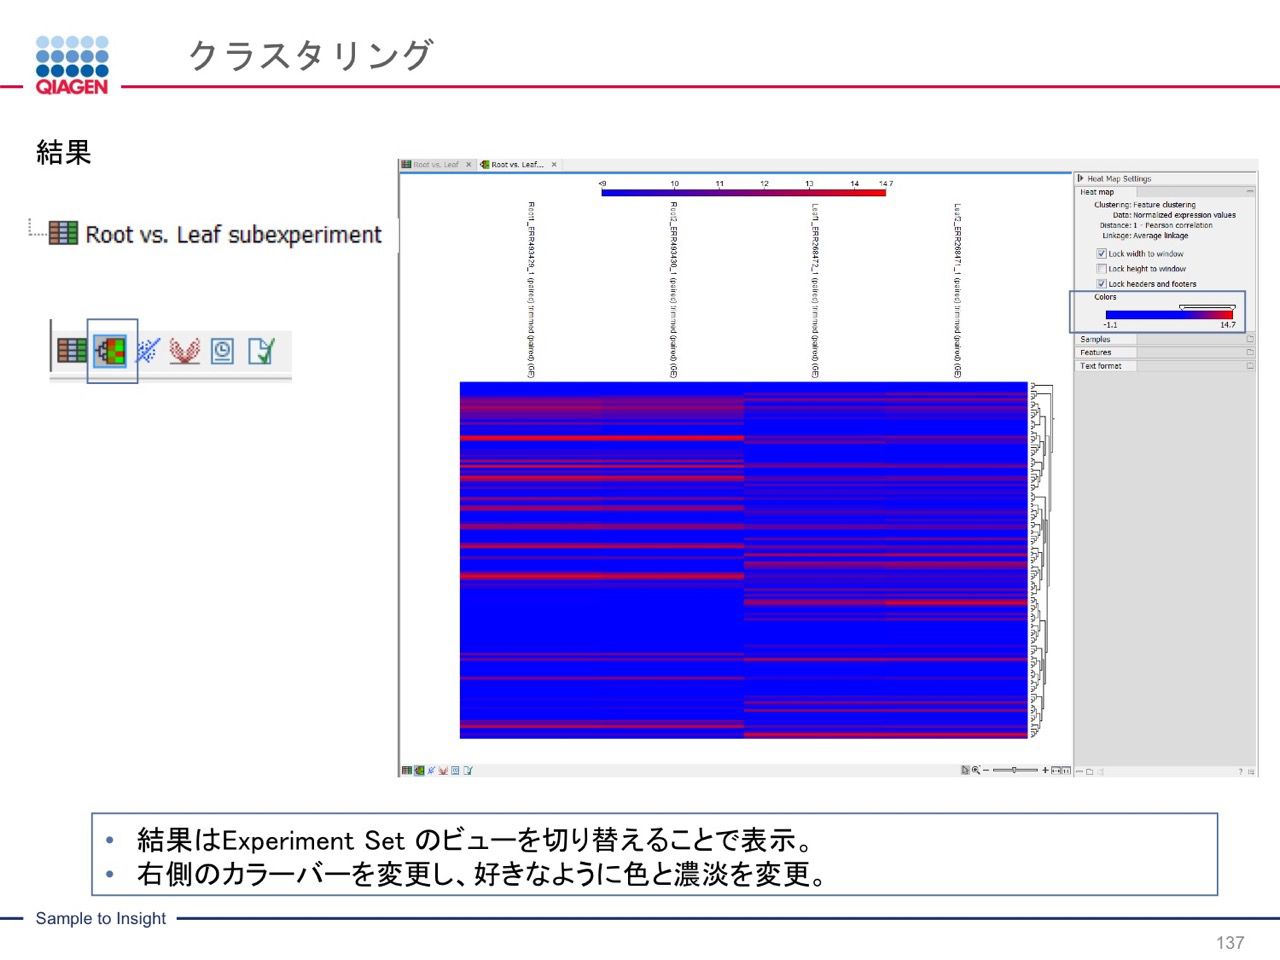 QIAGEN
クラスタリング
結果
Root vs. Leaf subexperiment
Root vs. Leaf
Root vs. Leaf...
<9 10 11 12 13 14 14.7
Root1_ERR493429_1 (paired) trimmed (paired) (GE)
Root2_ERR493430_1 (paired) trimmed (paired) (GE)
Leaf1_ERR268472_1 (paired) trimmed (paired) (GE)
Leaf2_ERR268471_1 (paired) trimmed (paired) (GE)
Heat Map Settings
Heat map
Clustering: Feature clustering
Data: Normalized expression values
Distance: 1 - Pearson correlation
Linkage: Average linkage
Lock width to window
Lock height to window
Lock headers and footers
Colors
-1.1 14.7
Samples
Features
Text format
• 結果はExperiment Set のビューを切り替えることで表示。
• 右側のカラーバーを変更し、好きなように色と濃淡を変更。
Sample to Insight
137